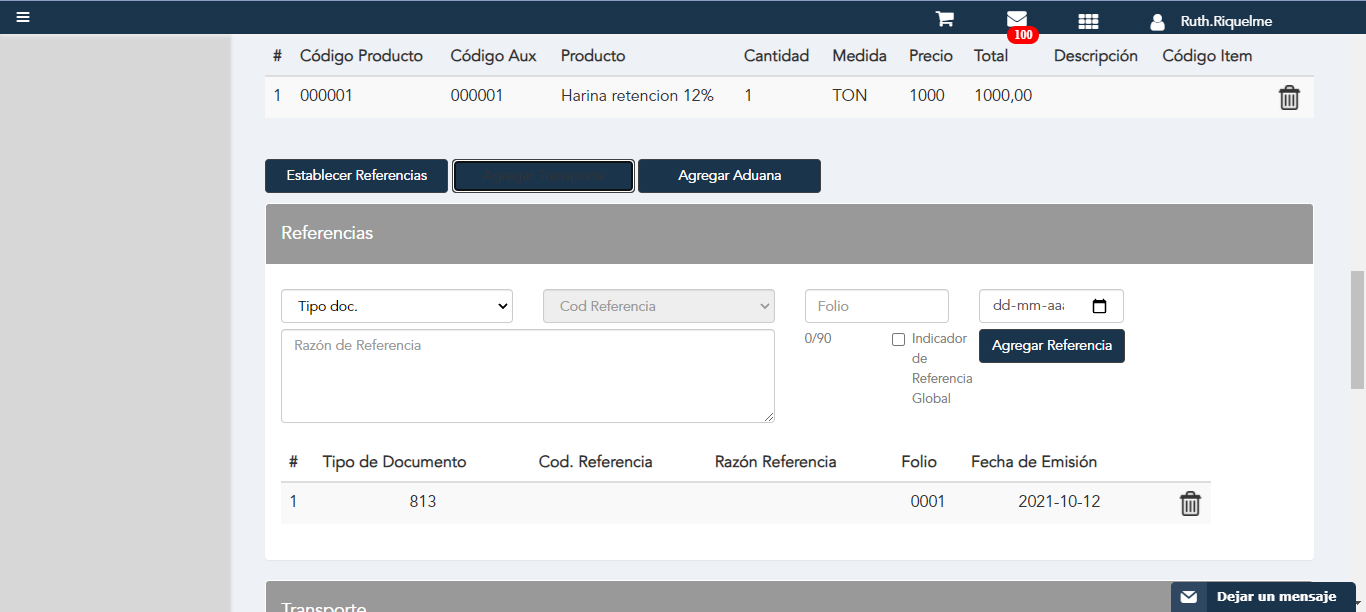 Ruth.Riquelme
100
# Código Producto Código Aux Producto Cantidad Medida Precio Total Descripción Código Item
1 000001 000001 Harina retencion 12% 1 TON 1000 1000,00
Establecer Referencias Agregar Aduana
Referencias
Tipo doc. Cod Referencia Folio dd-mm-aaa
Razón de Referencia 0/90 Indicador Agregar Referencia
de
Referencia
Global
# Tipo de Documento Cod. Referencia Razón Referencia Folio Fecha de Emisión
1 813 0001 2021-10-12
Transporte
Dejar un mensaje